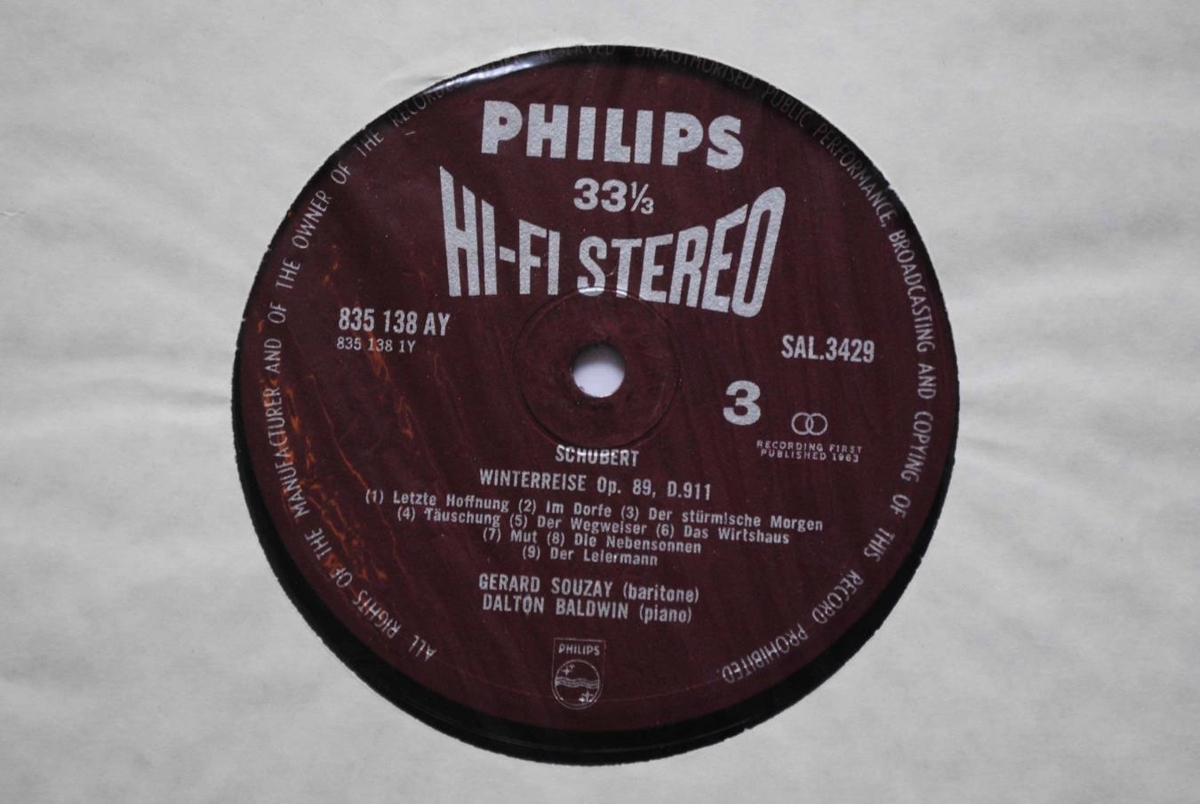 PHILIPS
33⅓
HI-FI STEREO
835 138 AY
835 138 1Y
SAL.3429
3
RECORDING FIRST
PUBLISHED 1963
SCHUBERT
WINTERREISE Op. 89, D.911
(1) Letzte Hoffnung (2) Im Dorfe (3) Der stürmische Morgen
(4) Täuschung (5) Der Wegweiser (6) Das Wirtshaus
(7) Mut (8) Die Nebensonnen
(9) Der Leiermann
GERARD SOUZAY (baritone)
DALTON BALDWIN (piano)
PHILIPS
ALL RIGHTS OF THE MANUFACTURER AND OF THE OWNER OF THE RECORDED RESERVED UNAUTHORISED PUBLIC PERFORMANCE, BROADCASTING AND COPYING OF THIS RECORD PROHIBITED.